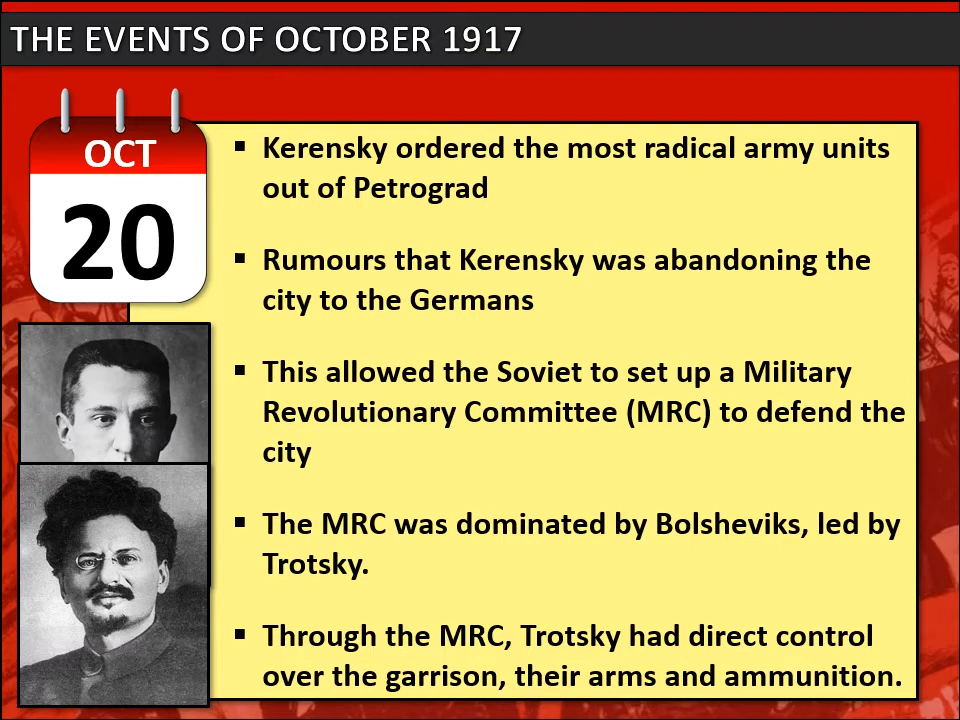 THE EVENTS OF OCTOBER 1917
OCT
20
▪ Kerensky ordered the most radical army units
out of Petrograd
▪ Rumours that Kerensky was abandoning the
city to the Germans
▪ This allowed the Soviet to set up a Military
Revolutionary Committee (MRC) to defend the
city
▪ The MRC was dominated by Bolsheviks, led by
Trotsky.
▪ Through the MRC, Trotsky had direct control
over the garrison, their arms and ammunition.